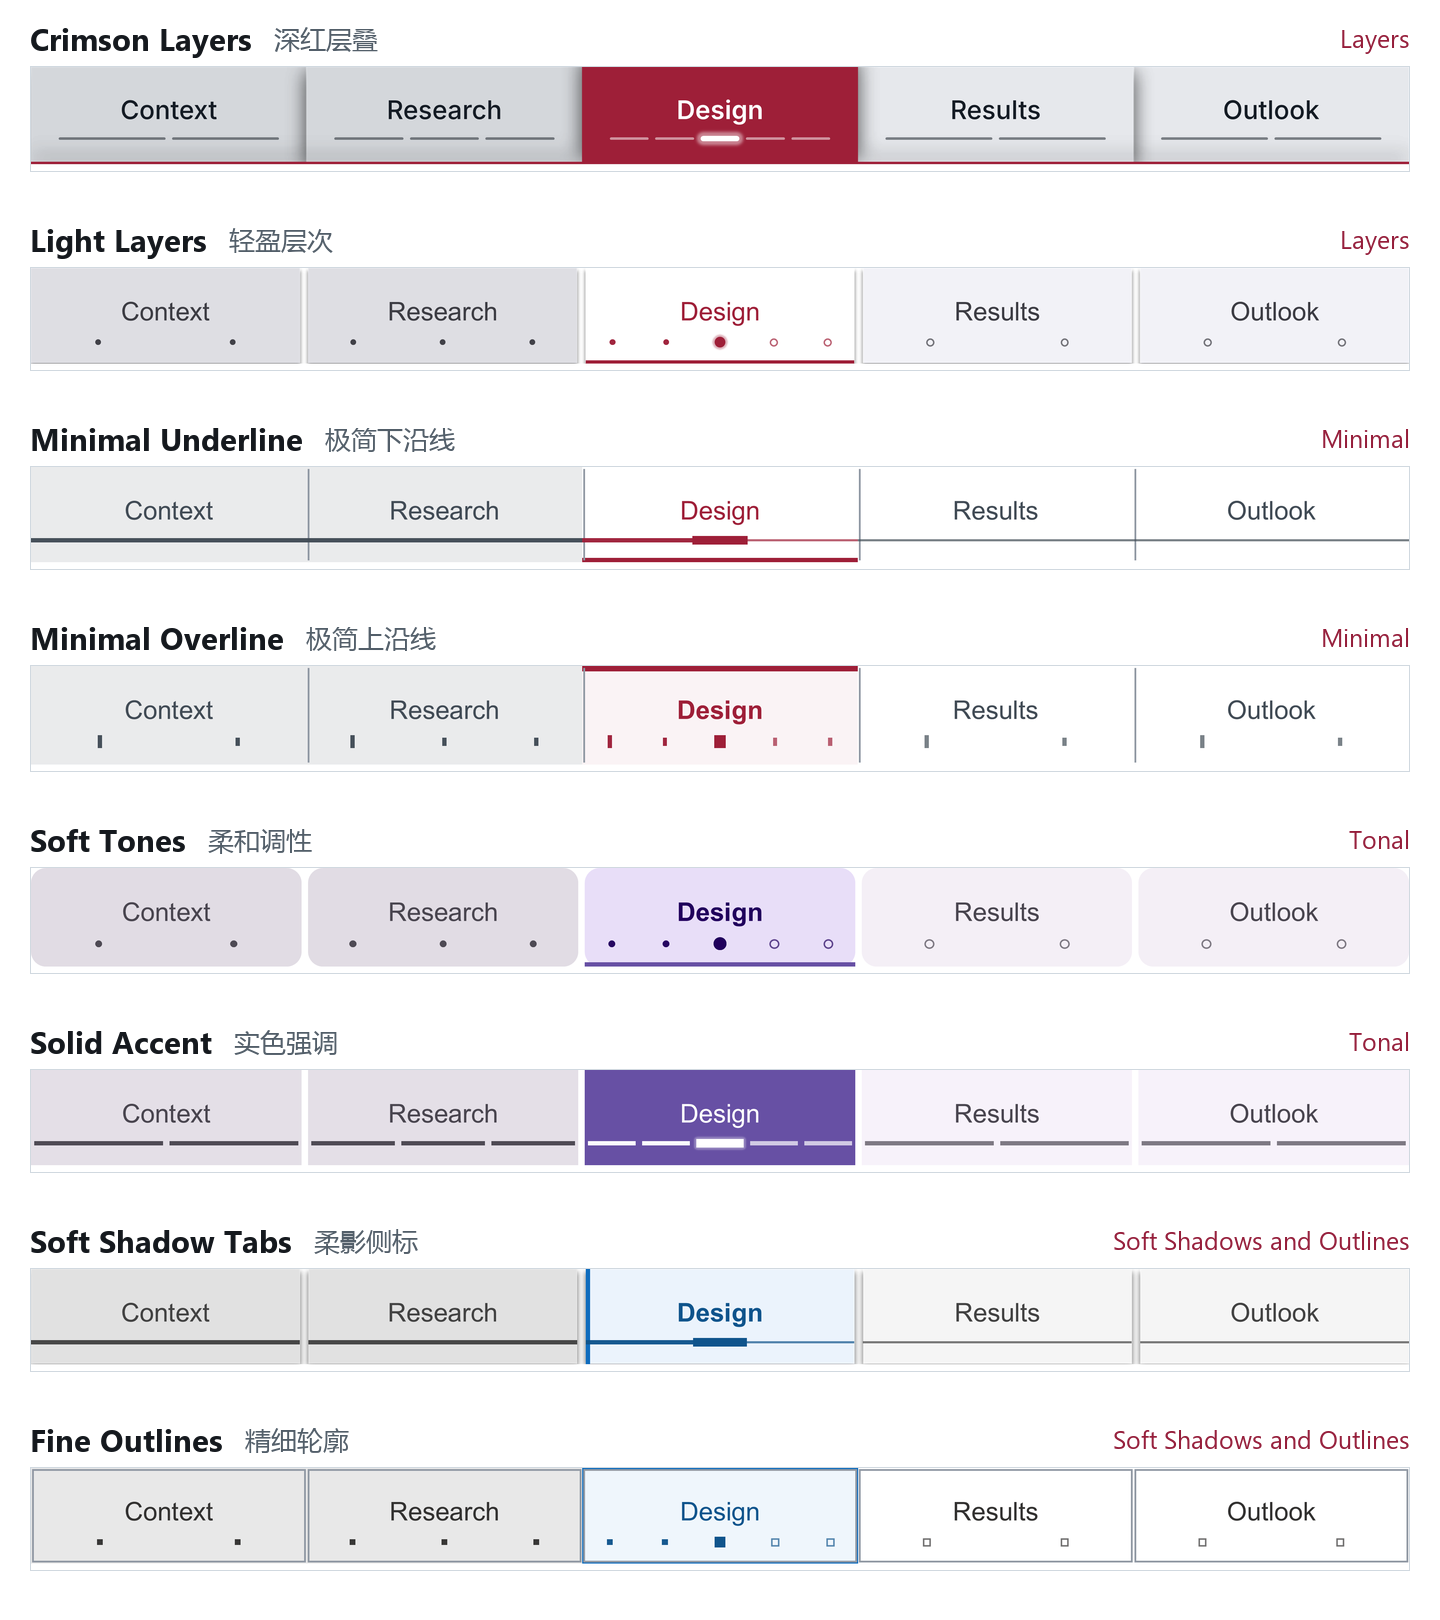 Crimson Layers 深红层叠 Layers
Context Research Design Results Outlook
Light Layers 轻盈层次 Layers
Context Research Design Results Outlook
Minimal Underline 极简下沿线 Minimal
Context Research Design Results Outlook
Minimal Overline 极简上沿线 Minimal
Context Research Design Results Outlook
Soft Tones 柔和调性 Tonal
Context Research Design Results Outlook
Solid Accent 实色强调 Tonal
Context Research Design Results Outlook
Soft Shadow Tabs 柔影侧标 Soft Shadows and Outlines
Context Research Design Results Outlook
Fine Outlines 精细轮廓 Soft Shadows and Outlines
Context Research Design Results Outlook